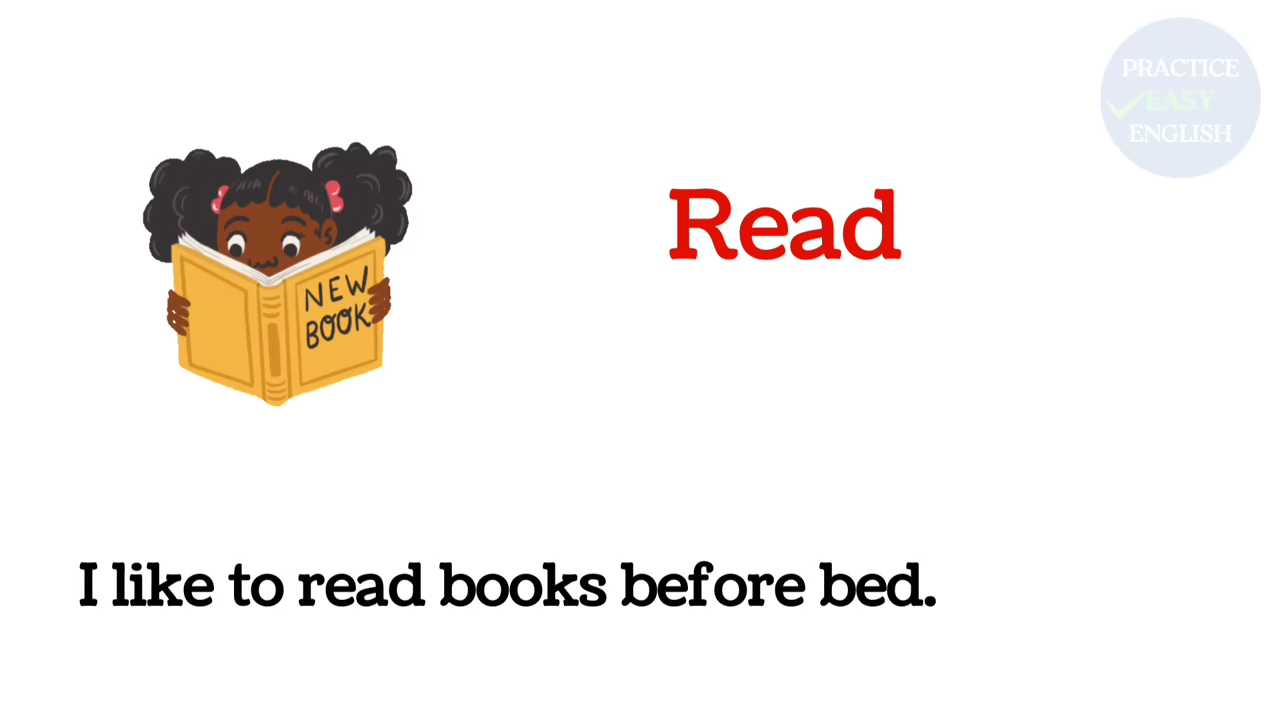 PRACTICE
EASY
ENGLISH
Read
NEW
BOOK
I like to read books before bed.